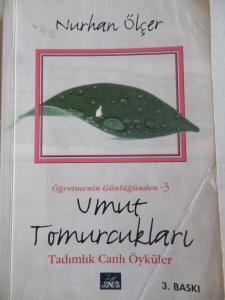 Nurhan Ölçer
Öğretmenin Günlüğünden -3
Umut
Tomurcukları
Tadımlık Canlı Öyküler
3. BASKI